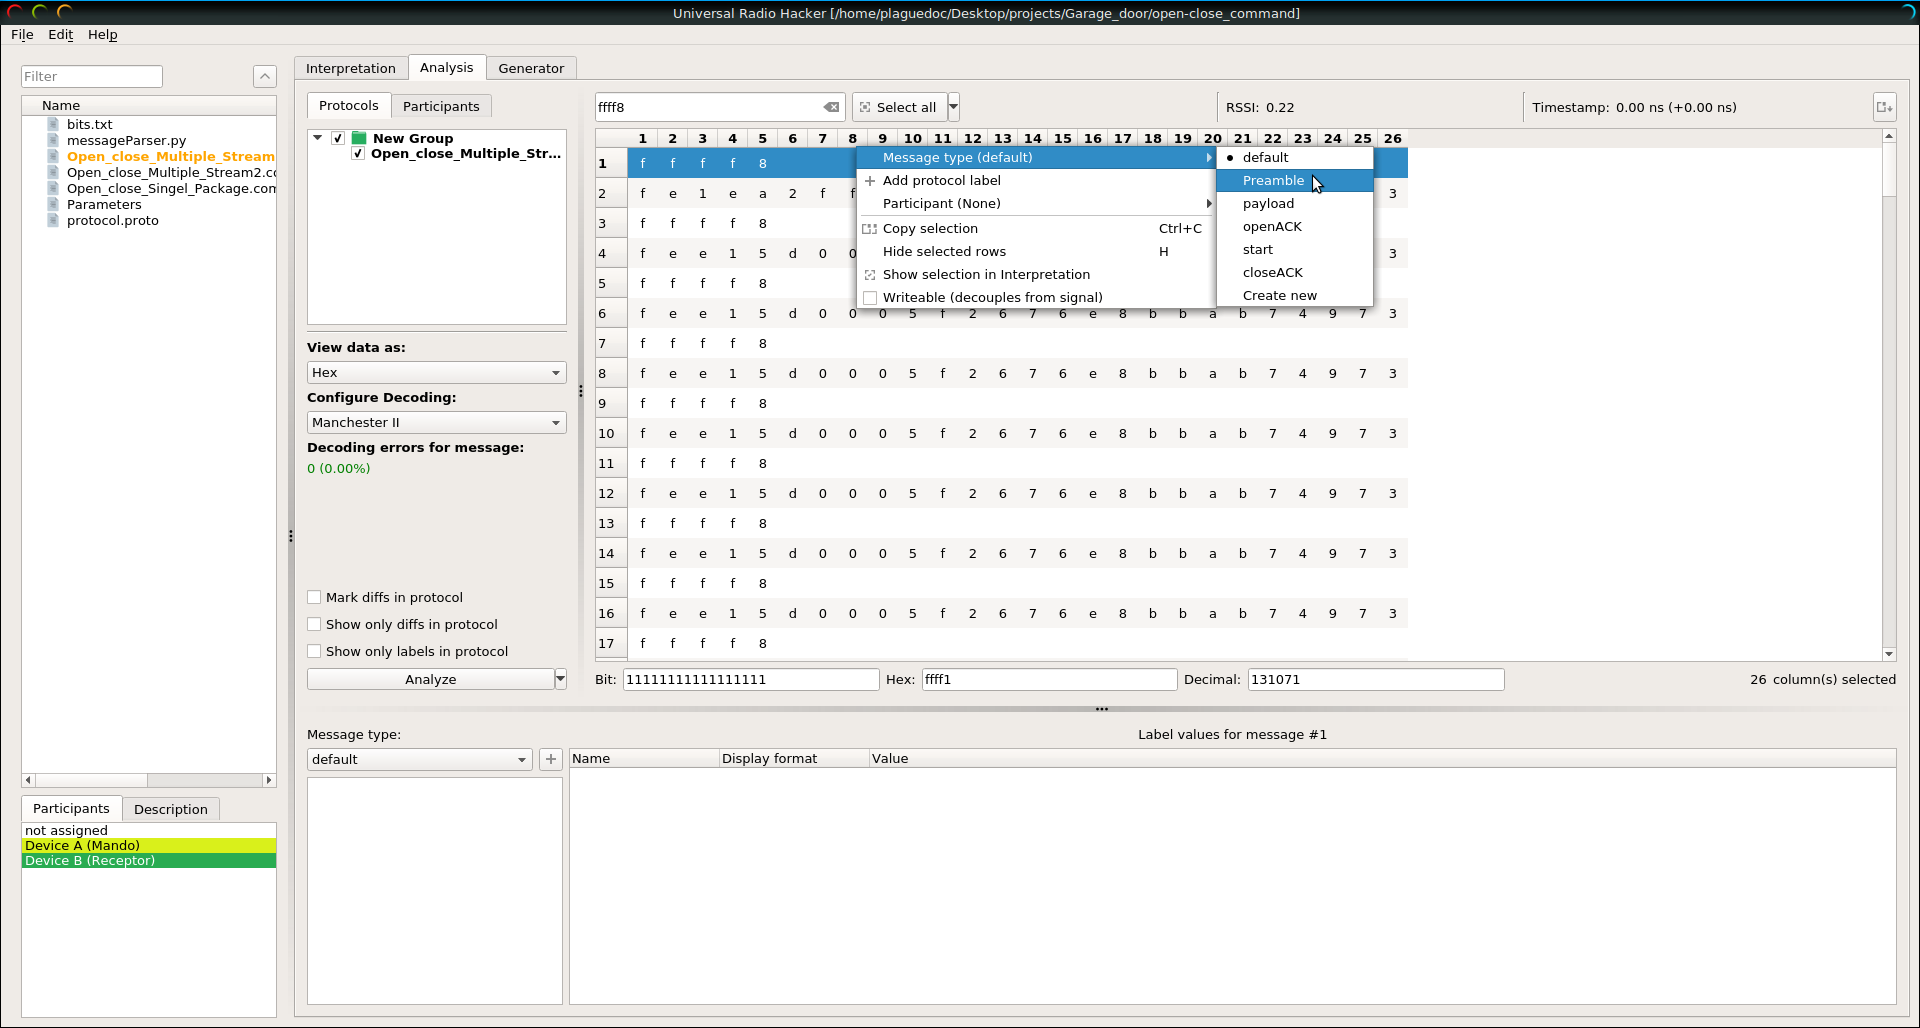 Universal Radio Hacker [/home/plaguedoc/Desktop/projects/Garage_door/open-close_command]
File Edit Help
Filter
Name
bits.txt
messageParser.py
Open_close_Multiple_Stream
Open_close_Multiple_Stream2.cc
Open_close_Singel_Package.com
Parameters
protocol.proto
Participants Description
not assigned
Device A (Mando)
Device B (Receptor)
Interpretation Analysis Generator
Protocols Participants
New Group
Open_close_Multiple_Str...
View data as:
Hex
Configure Decoding:
Manchester II
Decoding errors for message:
0 (0.00%)
Mark diffs in protocol
Show only diffs in protocol
Show only labels in protocol
Analyze
ffff8 Select all RSSI: 0.22 Timestamp: 0.00 ns (+0.00 ns)
1 2 3 4 5 6 7 8 9 10 11 12 13 14 15 16 17 18 19 20 21 22 23 24 25 26
1 f f f f 8
2 f e 1 e a 2 f f 3
3 f f f f 8
4 f e e 1 5 d 0 0 3
5 f f f f 8
6 f e e 1 5 d 0 0 0 5 f 2 6 7 6 e 8 b b a b 7 4 9 7 3
7 f f f f 8
8 f e e 1 5 d 0 0 0 5 f 2 6 7 6 e 8 b b a b 7 4 9 7 3
9 f f f f 8
10 f e e 1 5 d 0 0 0 5 f 2 6 7 6 e 8 b b a b 7 4 9 7 3
11 f f f f 8
12 f e e 1 5 d 0 0 0 5 f 2 6 7 6 e 8 b b a b 7 4 9 7 3
13 f f f f 8
14 f e e 1 5 d 0 0 0 5 f 2 6 7 6 e 8 b b a b 7 4 9 7 3
15 f f f f 8
16 f e e 1 5 d 0 0 0 5 f 2 6 7 6 e 8 b b a b 7 4 9 7 3
17 f f f f 8
Message type (default)
Add protocol label
Participant (None)
Copy selection Ctrl+C
Hide selected rows H
Show selection in Interpretation
Writeable (decouples from signal)
default
Preamble
payload
openACK
start
closeACK
Create new
Bit: 11111111111111111 Hex: ffff1 Decimal: 131071 26 column(s) selected
Message type:
default
Label values for message #1
Name Display format Value